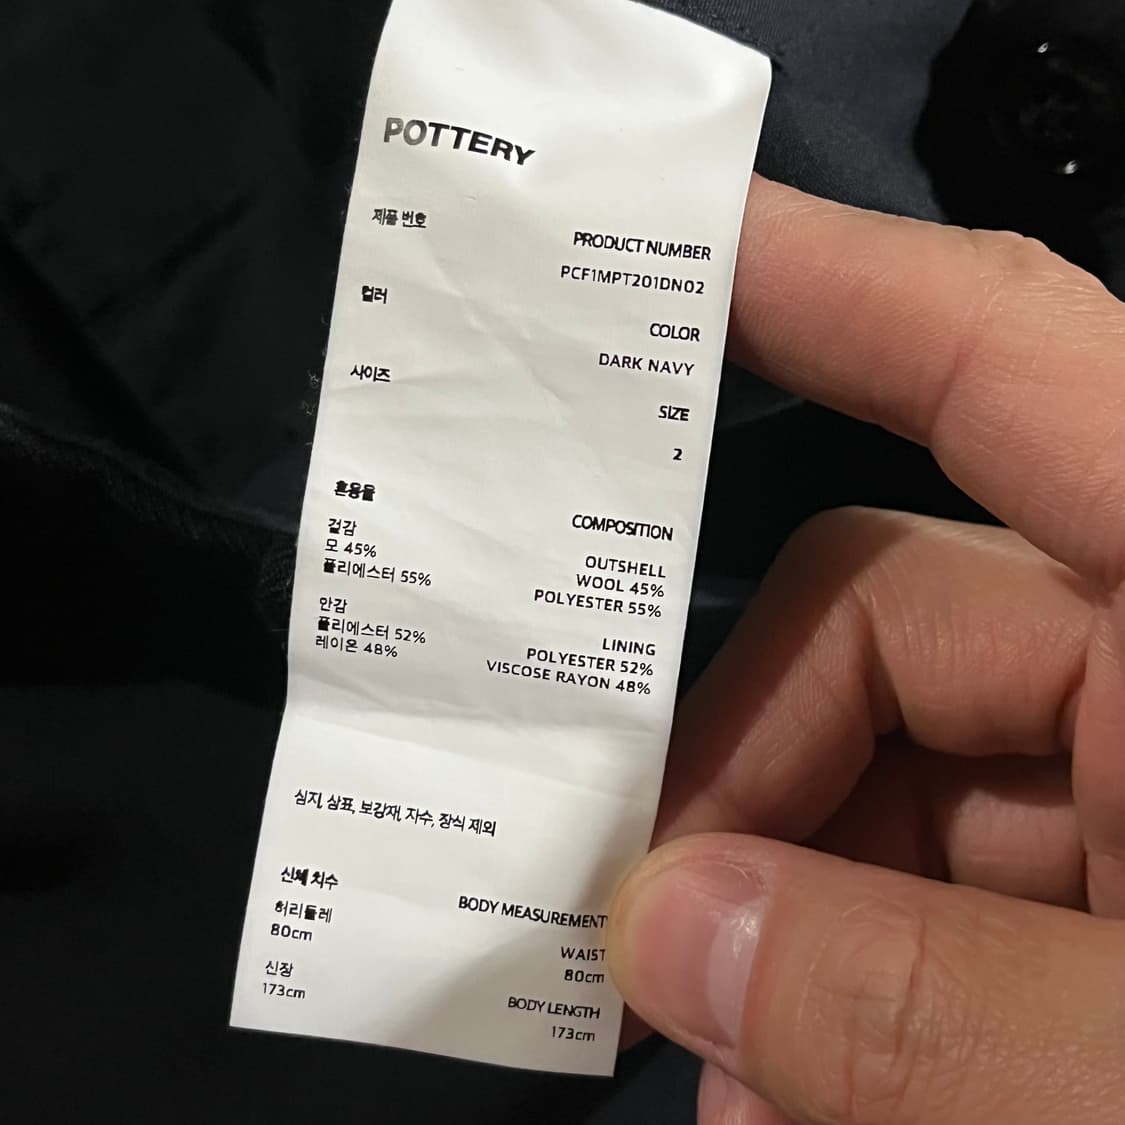 POTTERY
제품 번호
PRODUCT NUMBER
PCF1MPT201DN02
컬러
COLOR
DARK NAVY
사이즈
SIZE
2
혼용율
COMPOSITION
겉감
모 45%
폴리에스터 55%
OUTSHELL
WOOL 45%
POLYESTER 55%
안감
폴리에스터 52%
레이온 48%
LINING
POLYESTER 52%
VISCOSE RAYON 48%
심지, 상표, 보강재, 자수, 장식 제외
신체 치수
BODY MEASUREMENT
허리둘레
80cm
WAIST
80cm
신장
173cm
BODY LENGTH
173cm